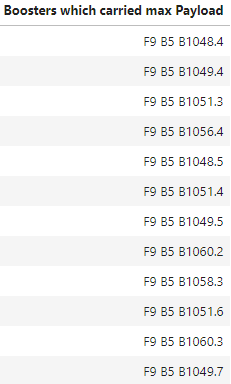 Boosters which carried max Payload
F9 B5 B1048.4
F9 B5 B1049.4
F9 B5 B1051.3
F9 B5 B1056.4
F9 B5 B1048.5
F9 B5 B1051.4
F9 B5 B1049.5
F9 B5 B1060.2
F9 B5 B1058.3
F9 B5 B1051.6
F9 B5 B1060.3
F9 B5 B1049.7